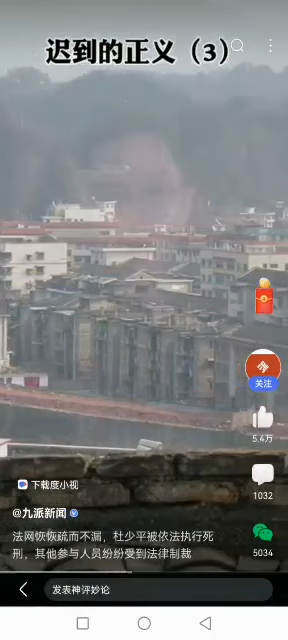 迟到的正义（3）
关注
5.4万
下载度小视
1032
@九派新闻
法网恢恢疏而不漏，杜少平被依法执行死
刑，其他参与人员纷纷受到法律制裁
5034
发表神评妙论